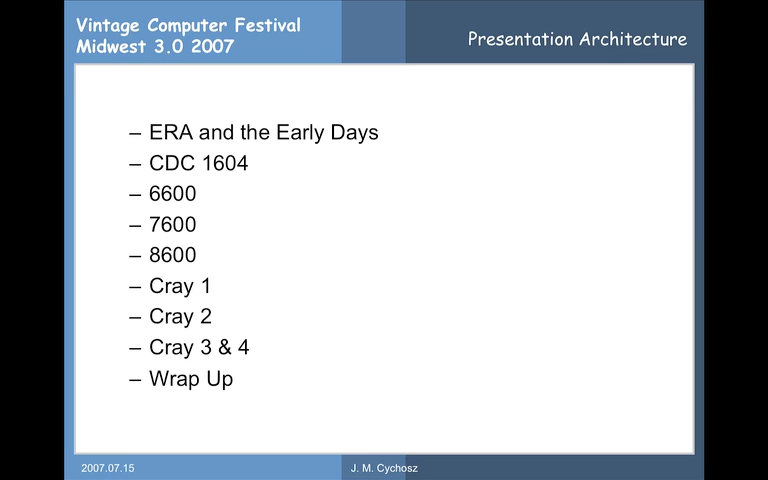 Vintage Computer Festival
Midwest 3.0 2007
Presentation Architecture
– ERA and the Early Days
– CDC 1604
– 6600
– 7600
– 8600
– Cray 1
– Cray 2
– Cray 3 & 4
– Wrap Up
2007.07.15
J. M. Cychosz